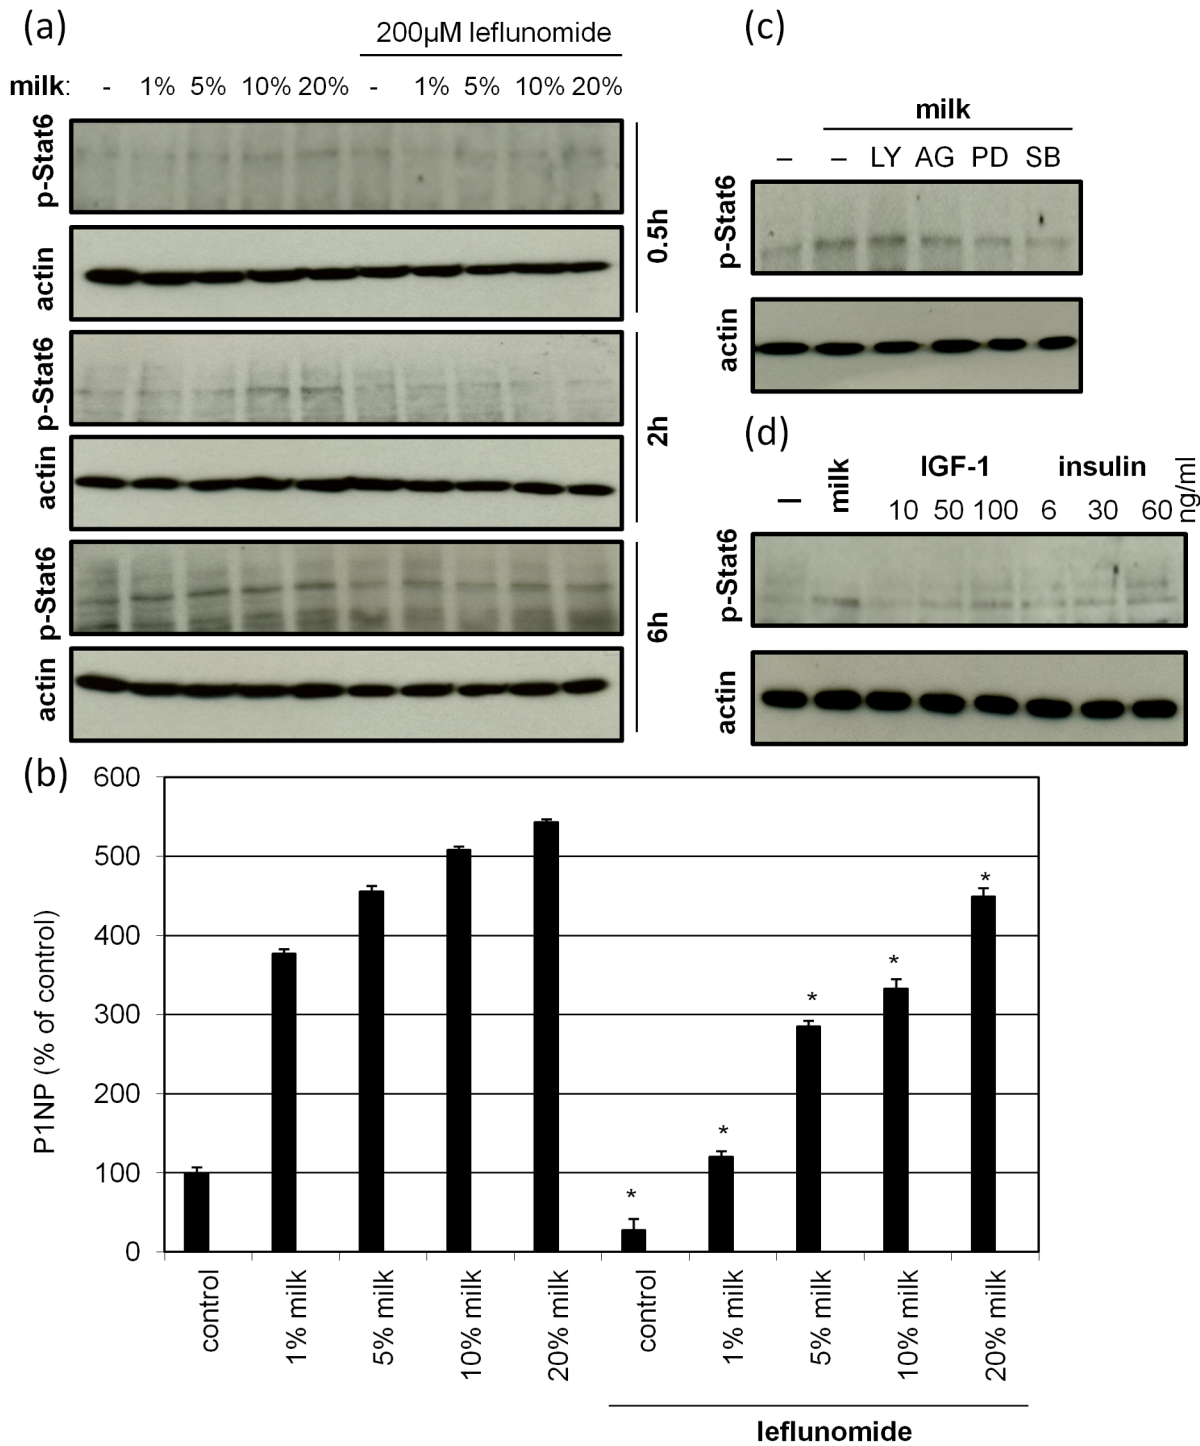 (a)
200µM leflunomide
milk: - 1% 5% 10% 20% - 1% 5% 10% 20%
p-Stat6
actin
0.5h
p-Stat6
actin
2h
p-Stat6
actin
6h
(c)
milk
– – LY AG PD SB
p-Stat6
actin
(d)
IGF-1 insulin
– milk 10 50 100 6 30 60 ng/ml
p-Stat6
actin
(b)
P1NP (% of control)
600
500
400
300
200
100
0
* * * * *
control 1% milk 5% milk 10% milk 20% milk control 1% milk 5% milk 10% milk 20% milk
leflunomide